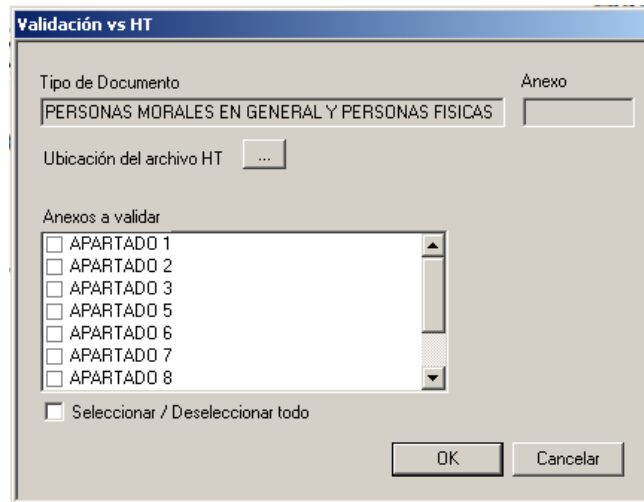 Validación vs HT
Tipo de Documento
Anexo
PERSONAS MORALES EN GENERAL Y PERSONAS FISICAS
Ubicación del archivo HT
...
Anexos a validar
APARTADO 1
APARTADO 2
APARTADO 3
APARTADO 5
APARTADO 6
APARTADO 7
APARTADO 8
Seleccionar / Deseleccionar todo
OK
Cancelar